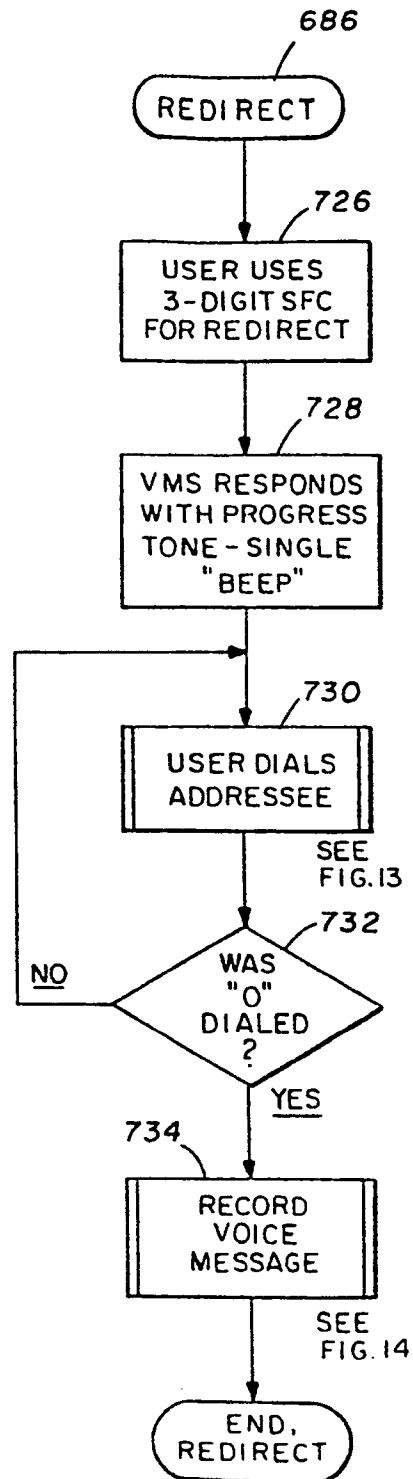 686
REDIRECT
726
USER USES
3-DIGIT SFC
FOR REDIRECT
728
VMS RESPONDS
WITH PROGRESS
TONE-SINGLE
"BEEP"
730
USER DIALS
ADDRESSEE
SEE
FIG.13
732
NO
WAS
"0"
DIALED
?
YES
734
RECORD
VOICE
MESSAGE
SEE
FIG.14
END,
REDIRECT